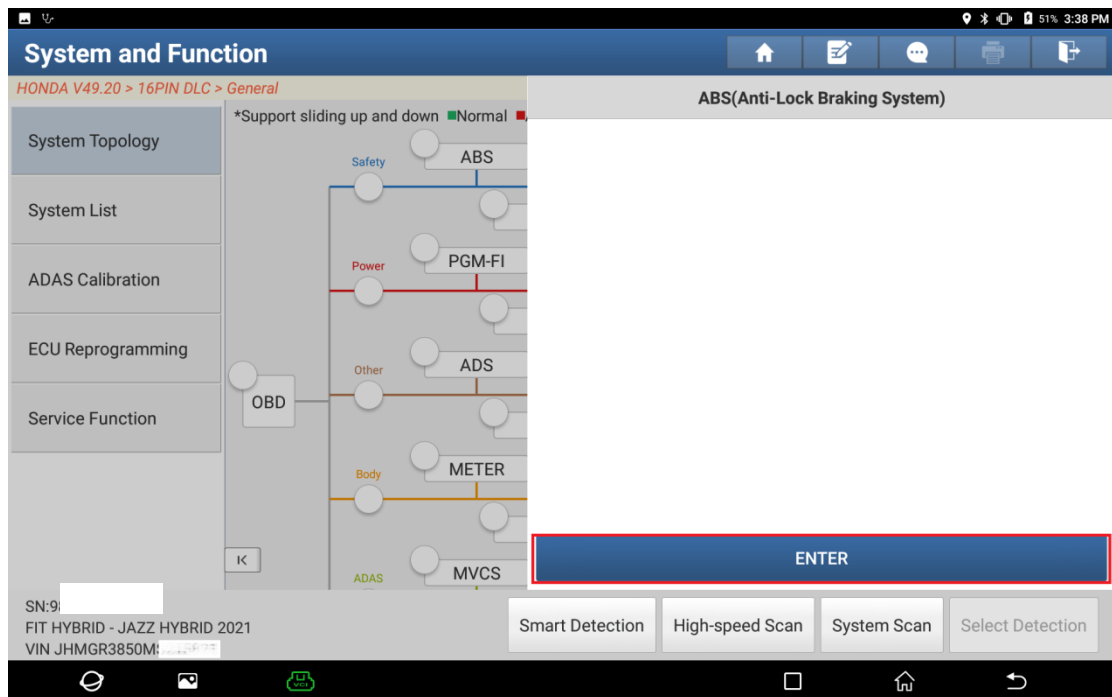 51% 3:38 PM
System and Function
HONDA V49.20 > 16PIN DLC > General
ABS(Anti-Lock Braking System)
System Topology
System List
ADAS Calibration
ECU Reprogramming
Service Function
*Support sliding up and down Normal
Safety
ABS
Power
PGM-FI
Other
ADS
OBD
Body
METER
ADAS
MVCS
ENTER
SN:9
FIT HYBRID - JAZZ HYBRID 2021
VIN JHMGR3850M
Smart Detection
High-speed Scan
System Scan
Select Detection
VCI